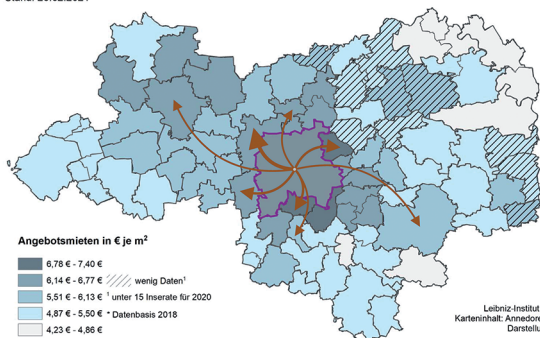 Angebotsmieten in € je m²
6,78 € - 7,40 €
6,14 € - 6,77 € wenig Daten¹
5,51 € - 6,13 € ¹ unter 15 Inserate für 2020
4,87 € - 5,50 € * Datenbasis 2018
4,23 € - 4,86 €
Leibniz-Institut
Karteninhalt: Annedore
Darstellu